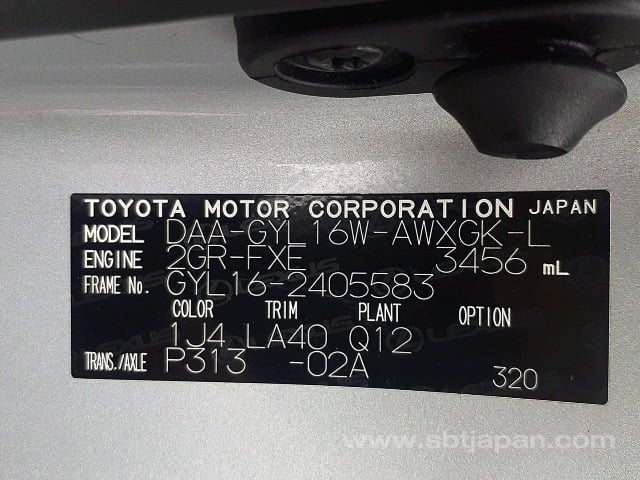 TOYOTA MOTOR CORPORATION JAPAN
MODEL DAA-GYL16W-AWXGK-L
ENGINE 2GR-FXE 3456 mL
FRAME No. GYL16-2405583
COLOR TRIM PLANT OPTION
1J4 LA40 Q12
TRANS./AXLE P313 -02A
320
www.sbtjapan.com